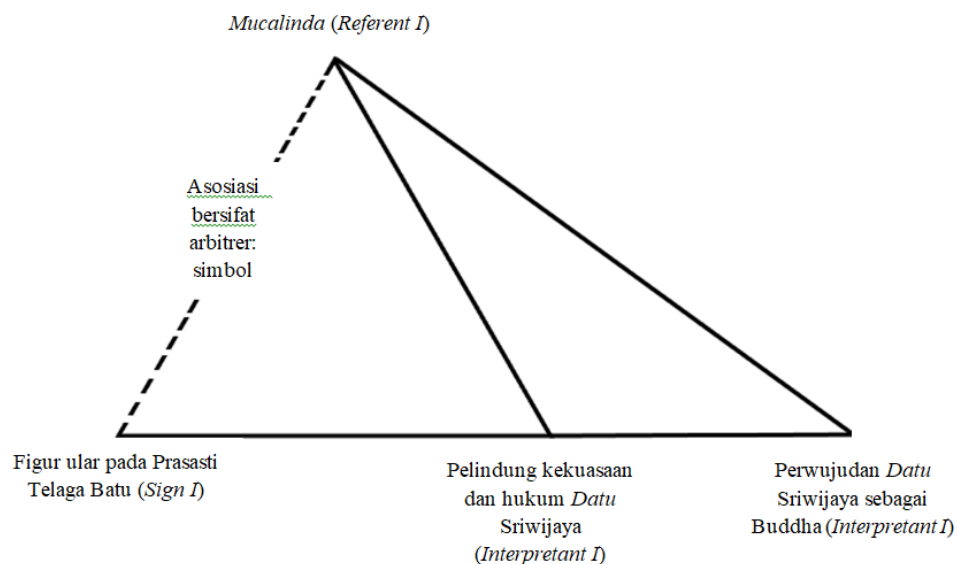 Mucalinda (Referent I)
Asosiasi
bersifat
arbitrer:
simbol
Figur ular pada Prasasti
Telaga Batu (Sign I)
Pelindung kekuasaan
dan hukum Datu
Sriwijaya
(Interpretant I)
Perwujudan Datu
Sriwijaya sebagai
Buddha (Interpretant I)